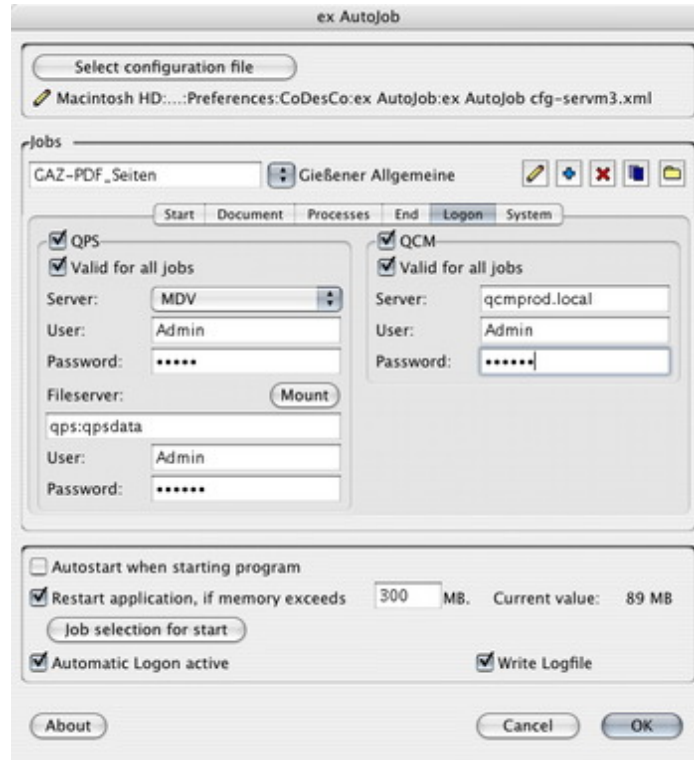 ex AutoJob
Select configuration file
Macintosh HD:...:Preferences:CoDesCo:ex AutoJob:ex AutoJob cfg-servm3.xml
Jobs
GAZ-PDF_Seiten Gießener Allgemeine
Start Document Processes End Logon System
QPS
Valid for all jobs
Server: MDV
User: Admin
Password: •••••
Fileserver: Mount
qps:qpsdata
User: Admin
Password: ••••••
QCM
Valid for all jobs
Server: qcmprod.local
User: Admin
Password: ••••••
Autostart when starting program
Restart application, if memory exceeds 300 MB. Current value: 89 MB
Job selection for start
Automatic Logon active Write Logfile
About Cancel OK